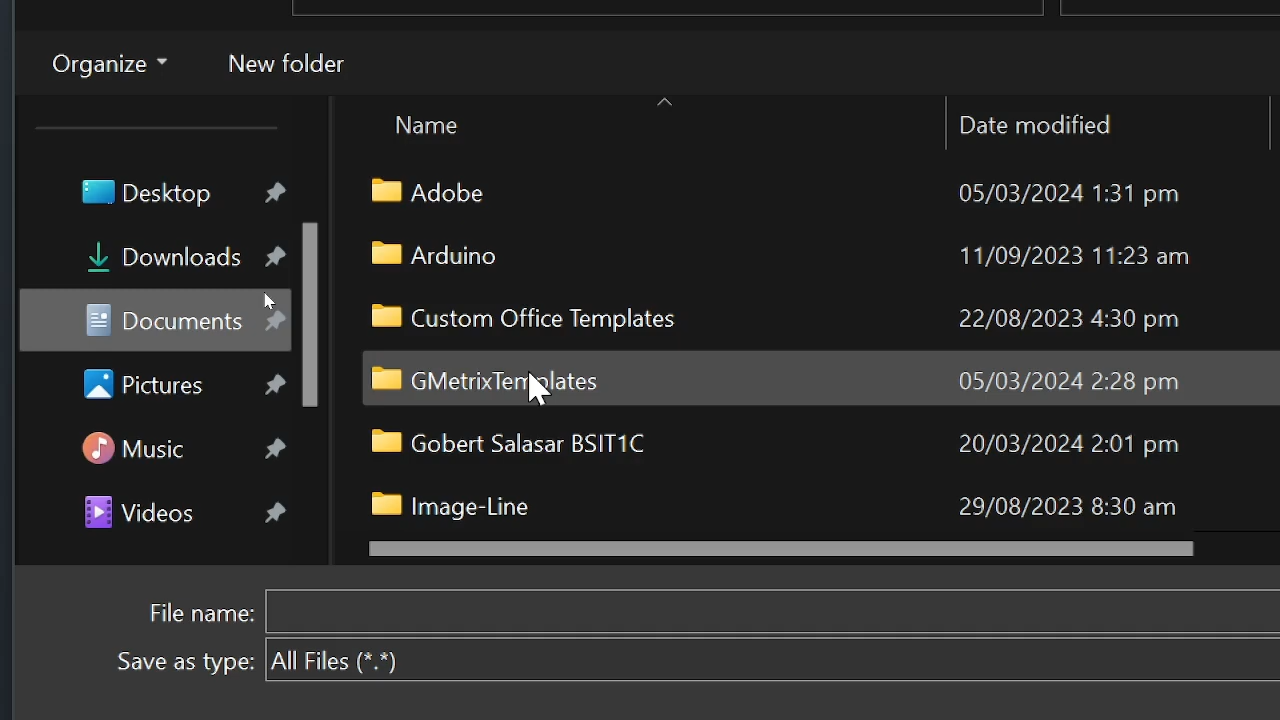 Organize
New folder
Name
Date modified
Desktop
Downloads
Documents
Pictures
Music
Videos
Adobe 05/03/2024 1:31 pm
Arduino 11/09/2023 11:23 am
Custom Office Templates 22/08/2023 4:30 pm
GMetrixTemplates 05/03/2024 2:28 pm
Gobert Salasar BSIT1C 20/03/2024 2:01 pm
Image-Line 29/08/2023 8:30 am
File name:
Save as type: All Files (*.*)